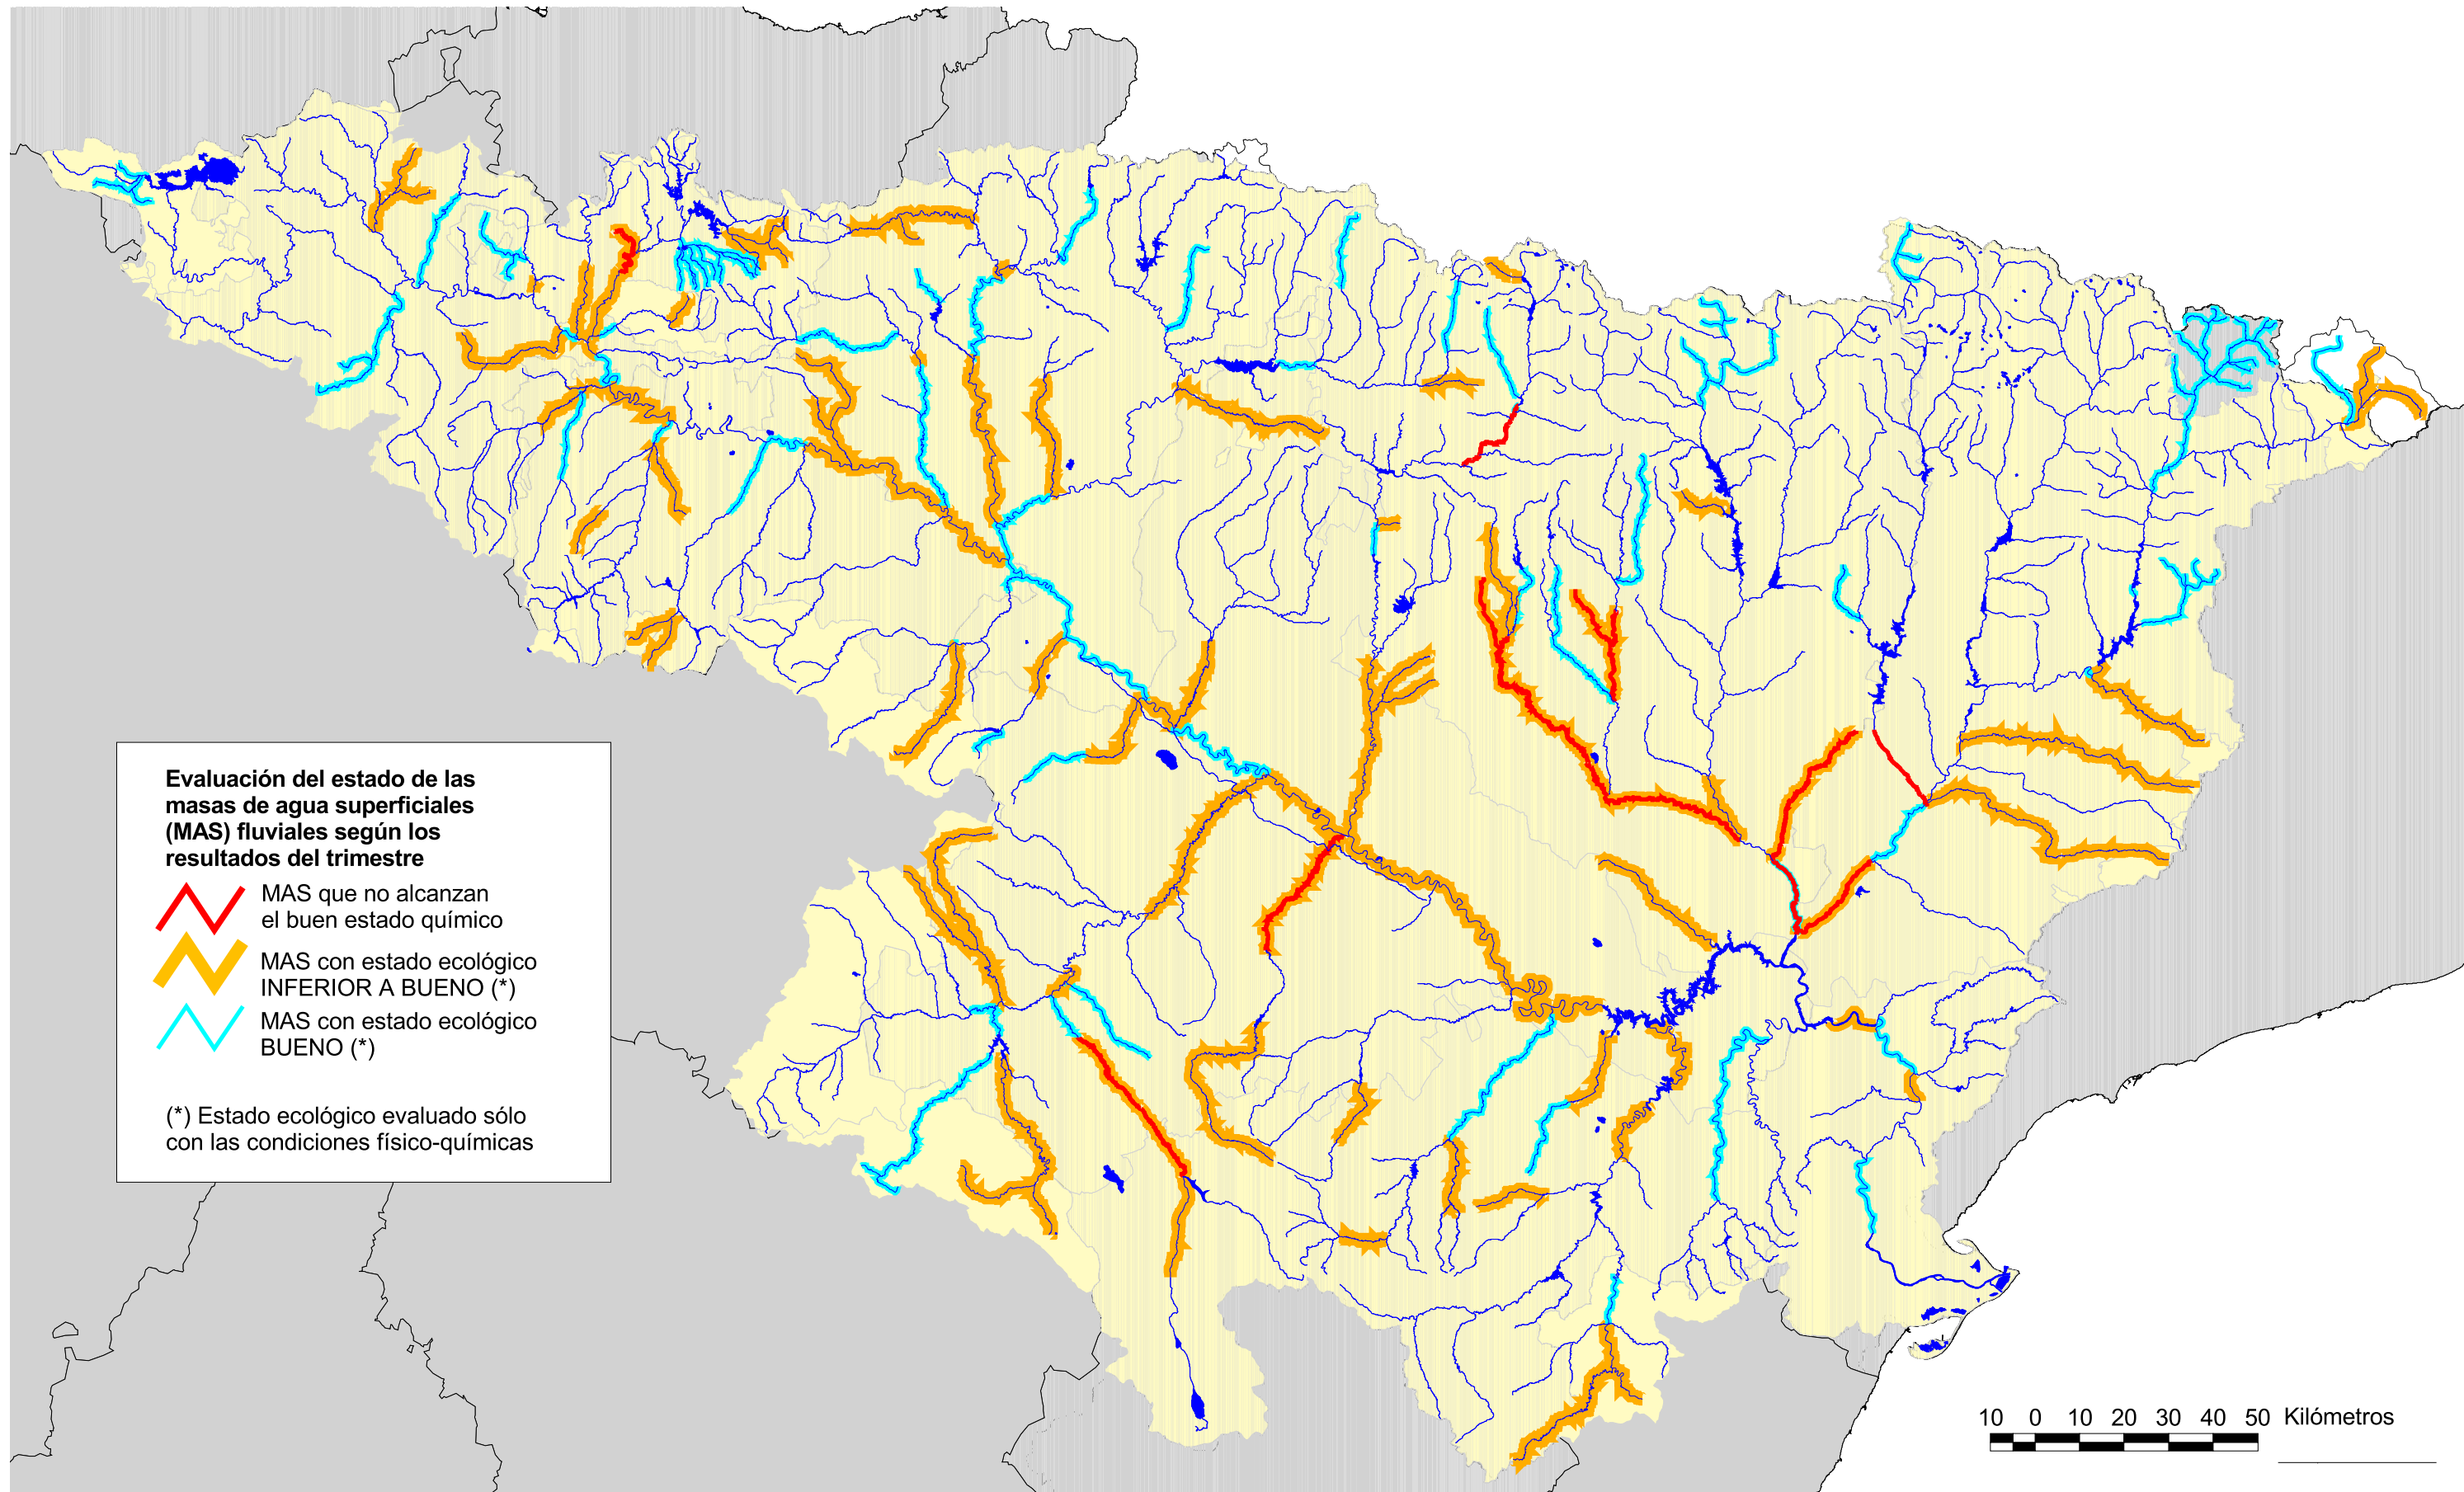 Evaluación del estado de las
masas de agua superficiales
(MAS) fluviales según los
resultados del trimestre
MAS que no alcanzan
el buen estado químico
MAS con estado ecológico
INFERIOR A BUENO (*)
MAS con estado ecológico
BUENO (*)
(*) Estado ecológico evaluado sólo
con las condiciones físico-químicas
10 0 10 20 30 40 50 Kilómetros